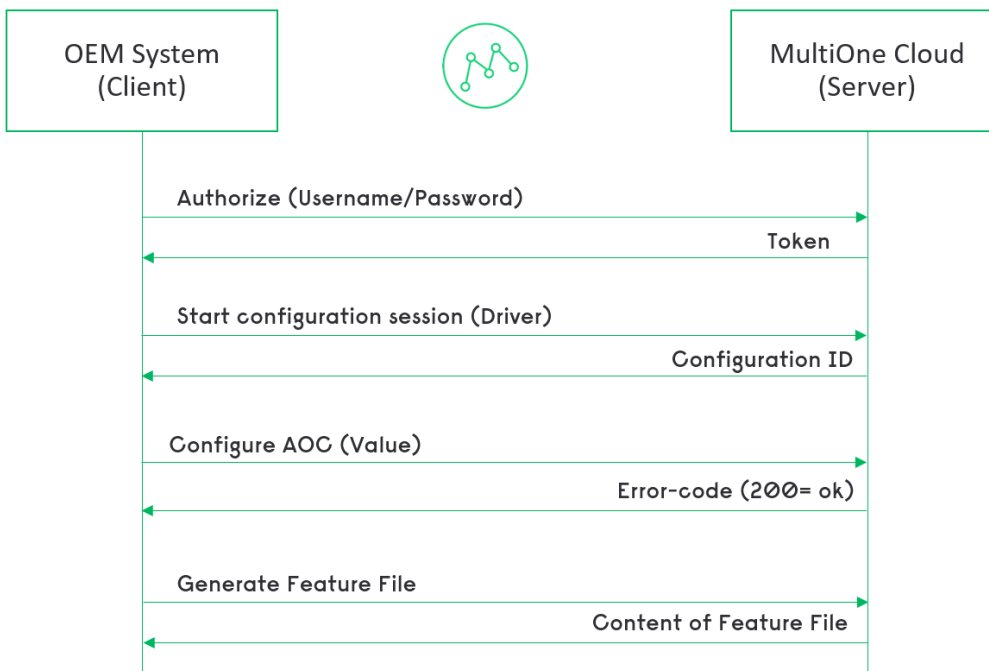 OEM System
(Client)
MultiOne Cloud
(Server)
Authorize (Username/Password)
Token
Start configuration session (Driver)
Configuration ID
Configure AOC (Value)
Error-code (200= ok)
Generate Feature File
Content of Feature File